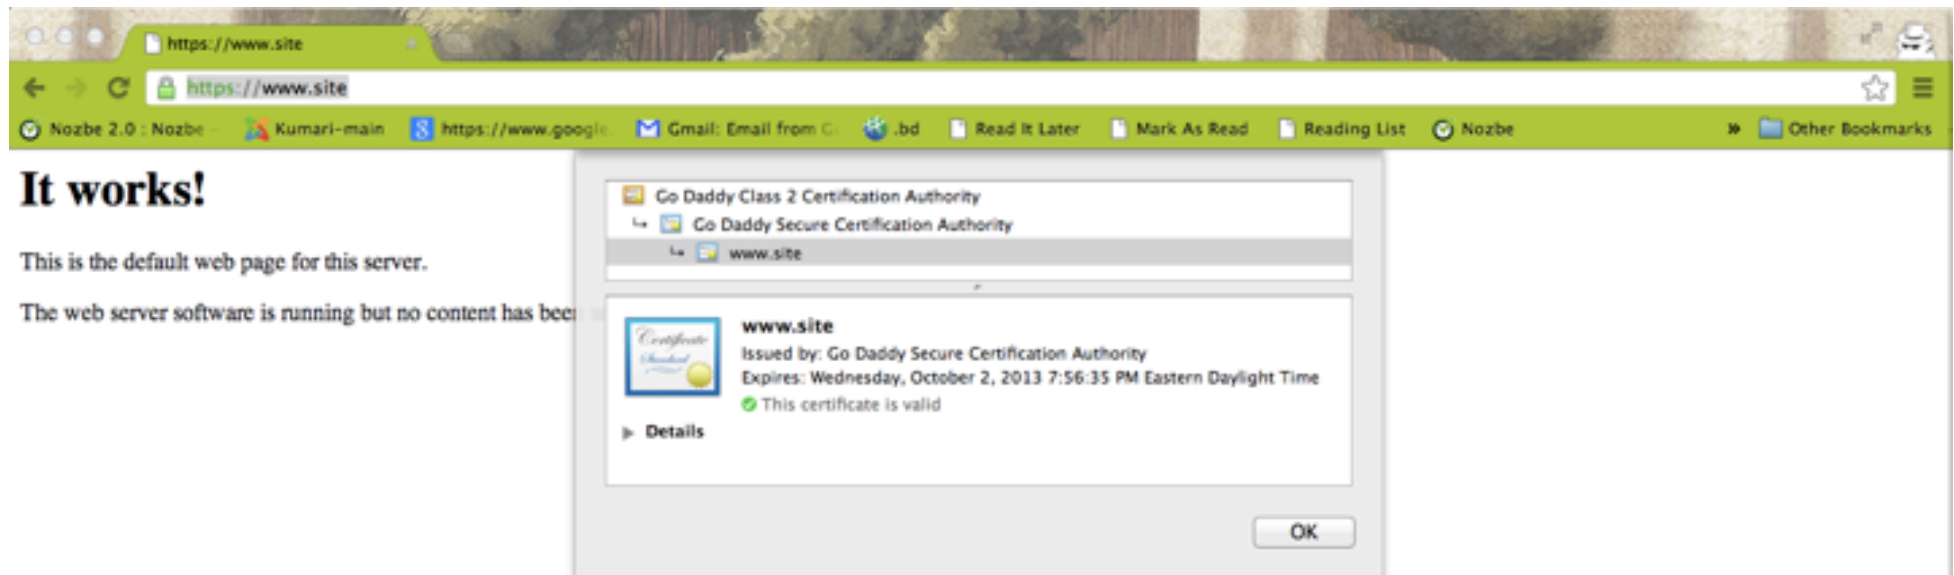 https://www.site
https://www.site
Nozbe 2.0 : Nozbe - Kumari-main https://www.google. Gmail: Email from G .bd Read It Later Mark As Read Reading List Nozbe » Other Bookmarks
It works!
This is the default web page for this server.
The web server software is running but no content has been
Go Daddy Class 2 Certification Authority
Go Daddy Secure Certification Authority
www.site
Certificate
Standard
www.site
Issued by: Go Daddy Secure Certification Authority
Expires: Wednesday, October 2, 2013 7:56:35 PM Eastern Daylight Time
This certificate is valid
Details
OK